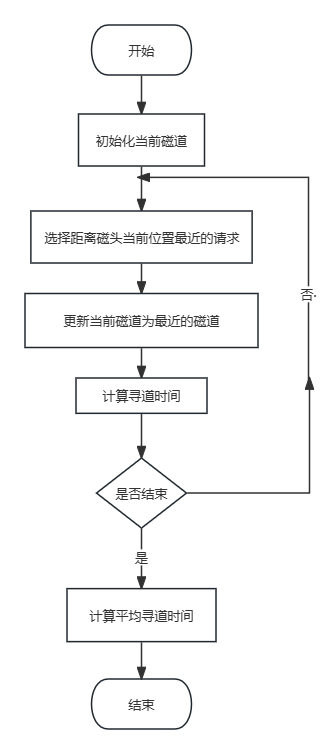 开始
初始化当前磁道
选择距离磁头当前位置最近的请求
更新当前磁道为最近的磁道
计算寻道时间
是否结束
否·
是
计算平均寻道时间
结束